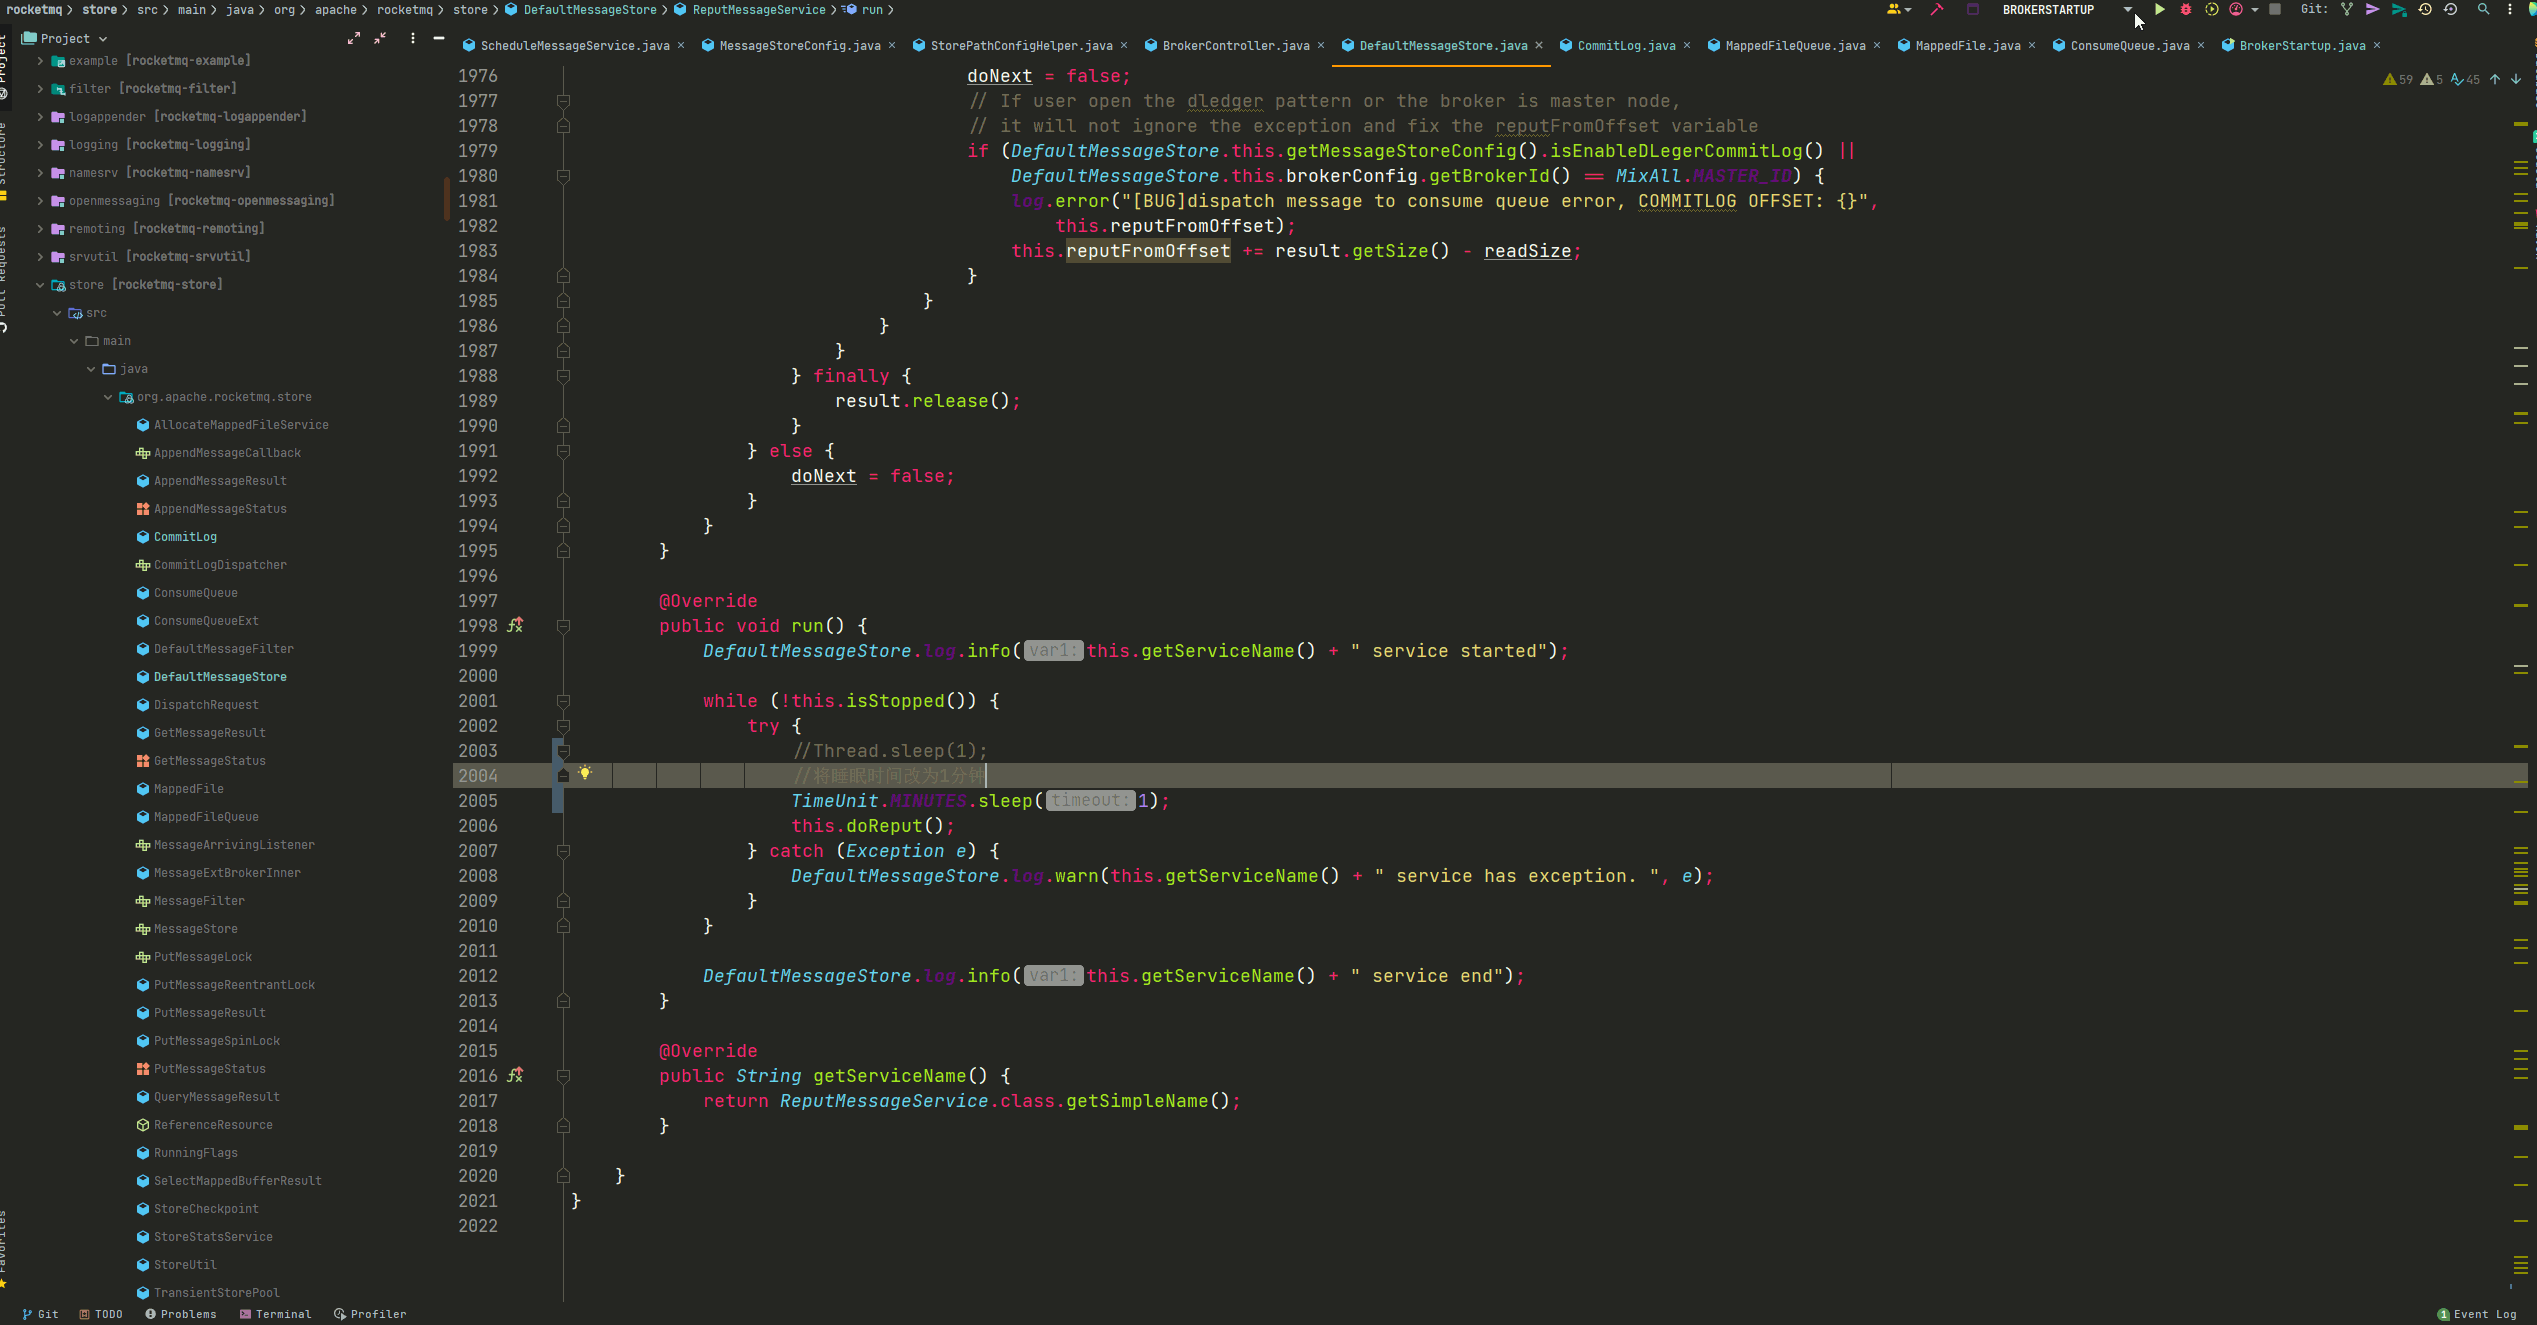 rocketmq › store › src › main › java › org › apache › rocketmq › store › DefaultMessageStore › ReputMessageService › run ›
BROKERSTARTUP
Git:
Project
ScheduleMessageService.java × MessageStoreConfig.java × StorePathConfigHelper.java × BrokerController.java × DefaultMessageStore.java × CommitLog.java × MappedFileQueue.java × MappedFile.java × ConsumeQueue.java × BrokerStartup.java ×
59 5 45
Project
Structure
Pull Requests
Favorites
example [rocketmq-example]
filter [rocketmq-filter]
logappender [rocketmq-logappender]
logging [rocketmq-logging]
namesrv [rocketmq-namesrv]
openmessaging [rocketmq-openmessaging]
remoting [rocketmq-remoting]
srvutil [rocketmq-srvutil]
store [rocketmq-store]
src
main
java
org.apache.rocketmq.store
AllocateMappedFileService
AppendMessageCallback
AppendMessageResult
AppendMessageStatus
CommitLog
CommitLogDispatcher
ConsumeQueue
ConsumeQueueExt
DefaultMessageFilter
DefaultMessageStore
DispatchRequest
GetMessageResult
GetMessageStatus
MappedFile
MappedFileQueue
MessageArrivingListener
MessageExtBrokerInner
MessageFilter
MessageStore
PutMessageLock
PutMessageReentrantLock
PutMessageResult
PutMessageSpinLock
PutMessageStatus
QueryMessageResult
ReferenceResource
RunningFlags
SelectMappedBufferResult
StoreCheckpoint
StoreStatsService
StoreUtil
TransientStorePool
1976 doNext = false;
1977 // If user open the dledger pattern or the broker is master node,
1978 // it will not ignore the exception and fix the reputFromOffset variable
1979 if (DefaultMessageStore.this.getMessageStoreConfig().isEnableDLegerCommitLog() ||
1980 DefaultMessageStore.this.brokerConfig.getBrokerId() == MixAll.MASTER_ID) {
1981 log.error("[BUG]dispatch message to consume queue error, COMMITLOG OFFSET: {}",
1982 this.reputFromOffset);
1983 this.reputFromOffset += result.getSize() - readSize;
1984 }
1985 }
1986 }
1987 }
1988 } finally {
1989 result.release();
1990 }
1991 } else {
1992 doNext = false;
1993 }
1994 }
1995 }
1996
1997 @Override
1998 public void run() {
1999 DefaultMessageStore.log.info( var1: this.getServiceName() + " service started");
2000
2001 while (!this.isStopped()) {
2002 try {
2003 //Thread.sleep(1);
2004 //将睡眠时间改为1分钟
2005 TimeUnit.MINUTES.sleep( timeout: 1);
2006 this.doReput();
2007 } catch (Exception e) {
2008 DefaultMessageStore.log.warn(this.getServiceName() + " service has exception. ", e);
2009 }
2010 }
2011
2012 DefaultMessageStore.log.info( var1: this.getServiceName() + " service end");
2013 }
2014
2015 @Override
2016 public String getServiceName() {
2017 return ReputMessageService.class.getSimpleName();
2018 }
2019
2020 }
2021 }
2022
Git TODO Problems Terminal Profiler
1 Event Log